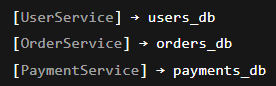 [UserService] → users_db
[OrderService] → orders_db
[PaymentService] → payments_db